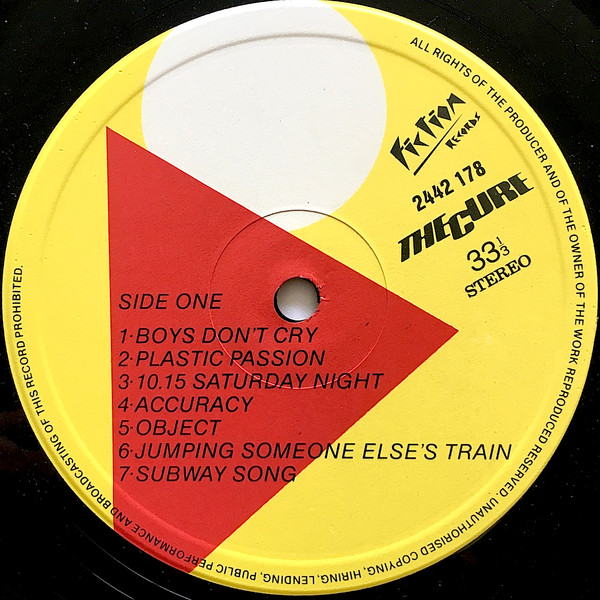 Fiction
RECORDS
2442 178
THE CURE
33 1/3
STEREO
SIDE ONE
1·BOYS DON'T CRY
2·PLASTIC PASSION
3·10.15 SATURDAY NIGHT
4·ACCURACY
5·OBJECT
6·JUMPING SOMEONE ELSE'S TRAIN
7·SUBWAY SONG
ALL RIGHTS OF THE PRODUCER AND OF THE OWNER OF THE WORK REPRODUCED RESERVED. UNAUTHORISED COPYING, HIRING, LENDING, PUBLIC PERFORMANCE AND BROADCASTING OF THIS RECORD PROHIBITED.